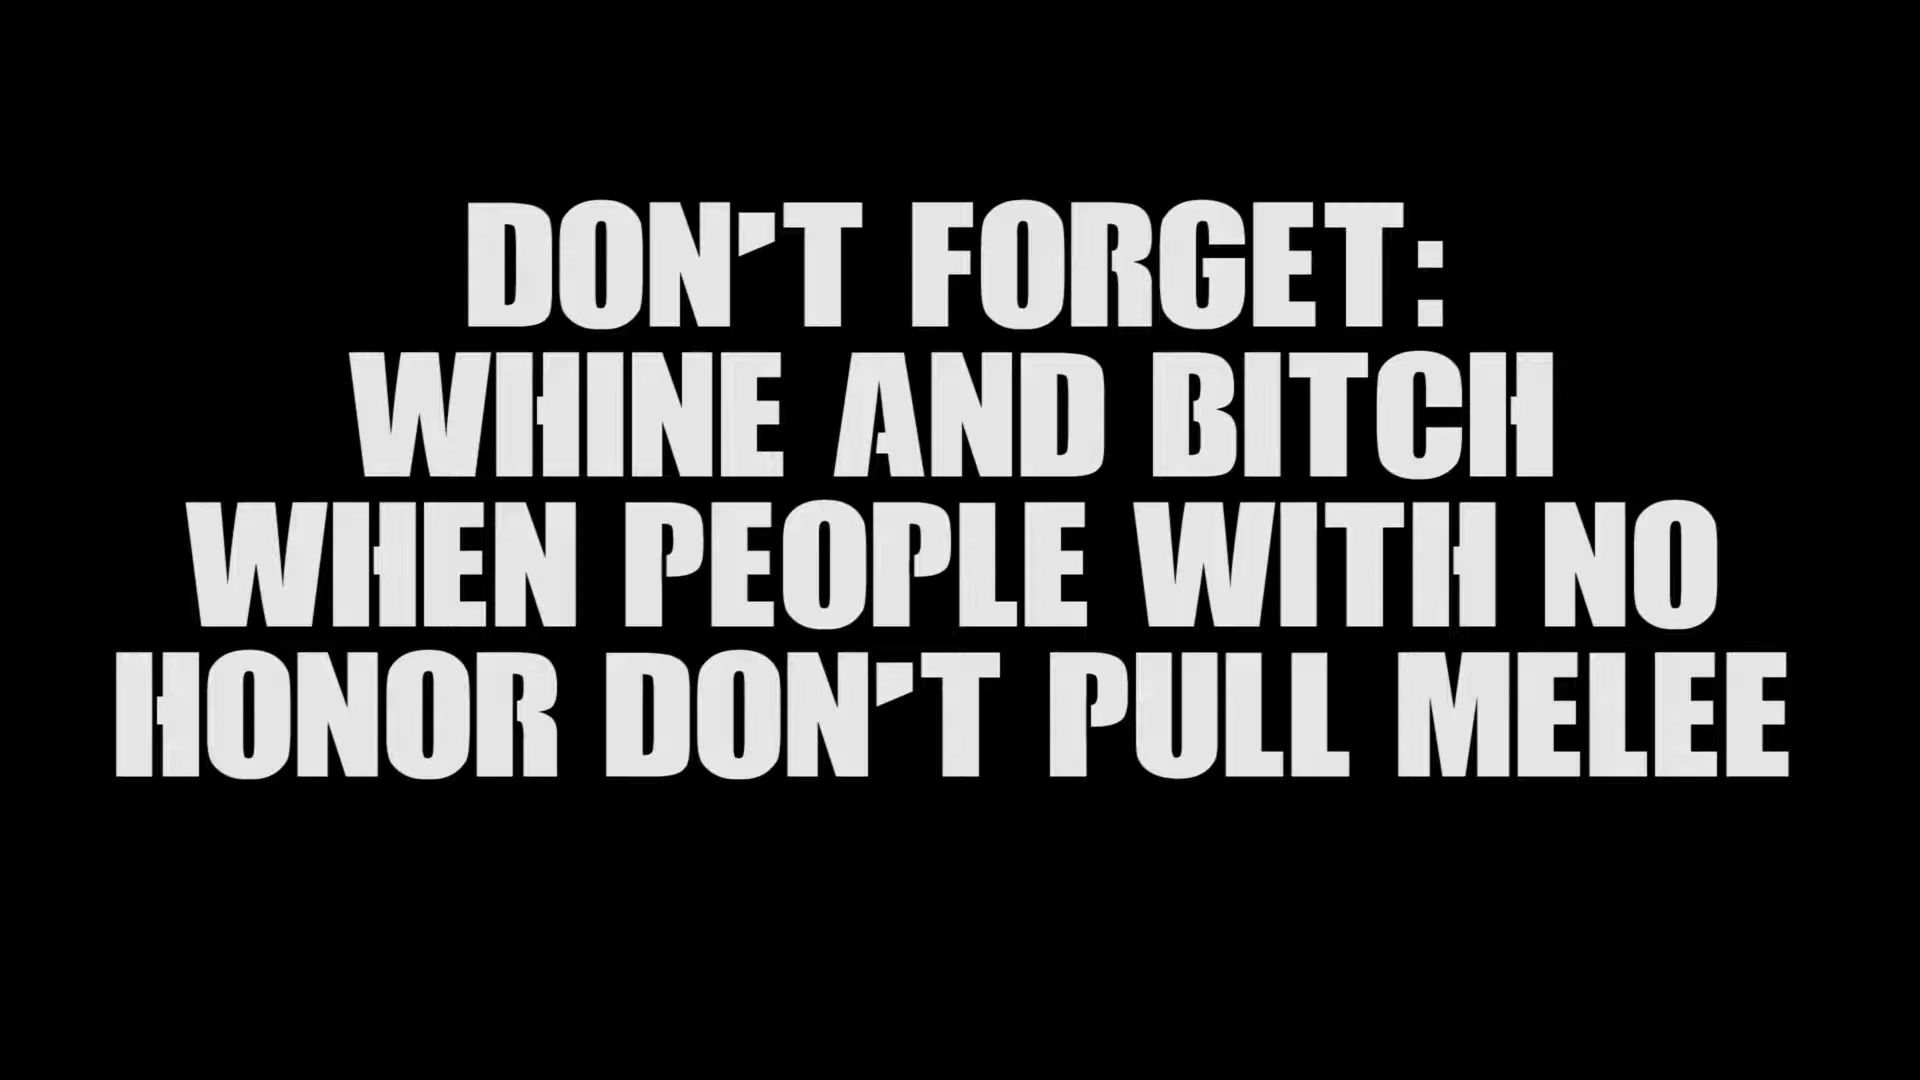 DON'T FORGET:
WHINE AND BITCH
WHEN PEOPLE WITH NO
HONOR DON'T PULL MELEE